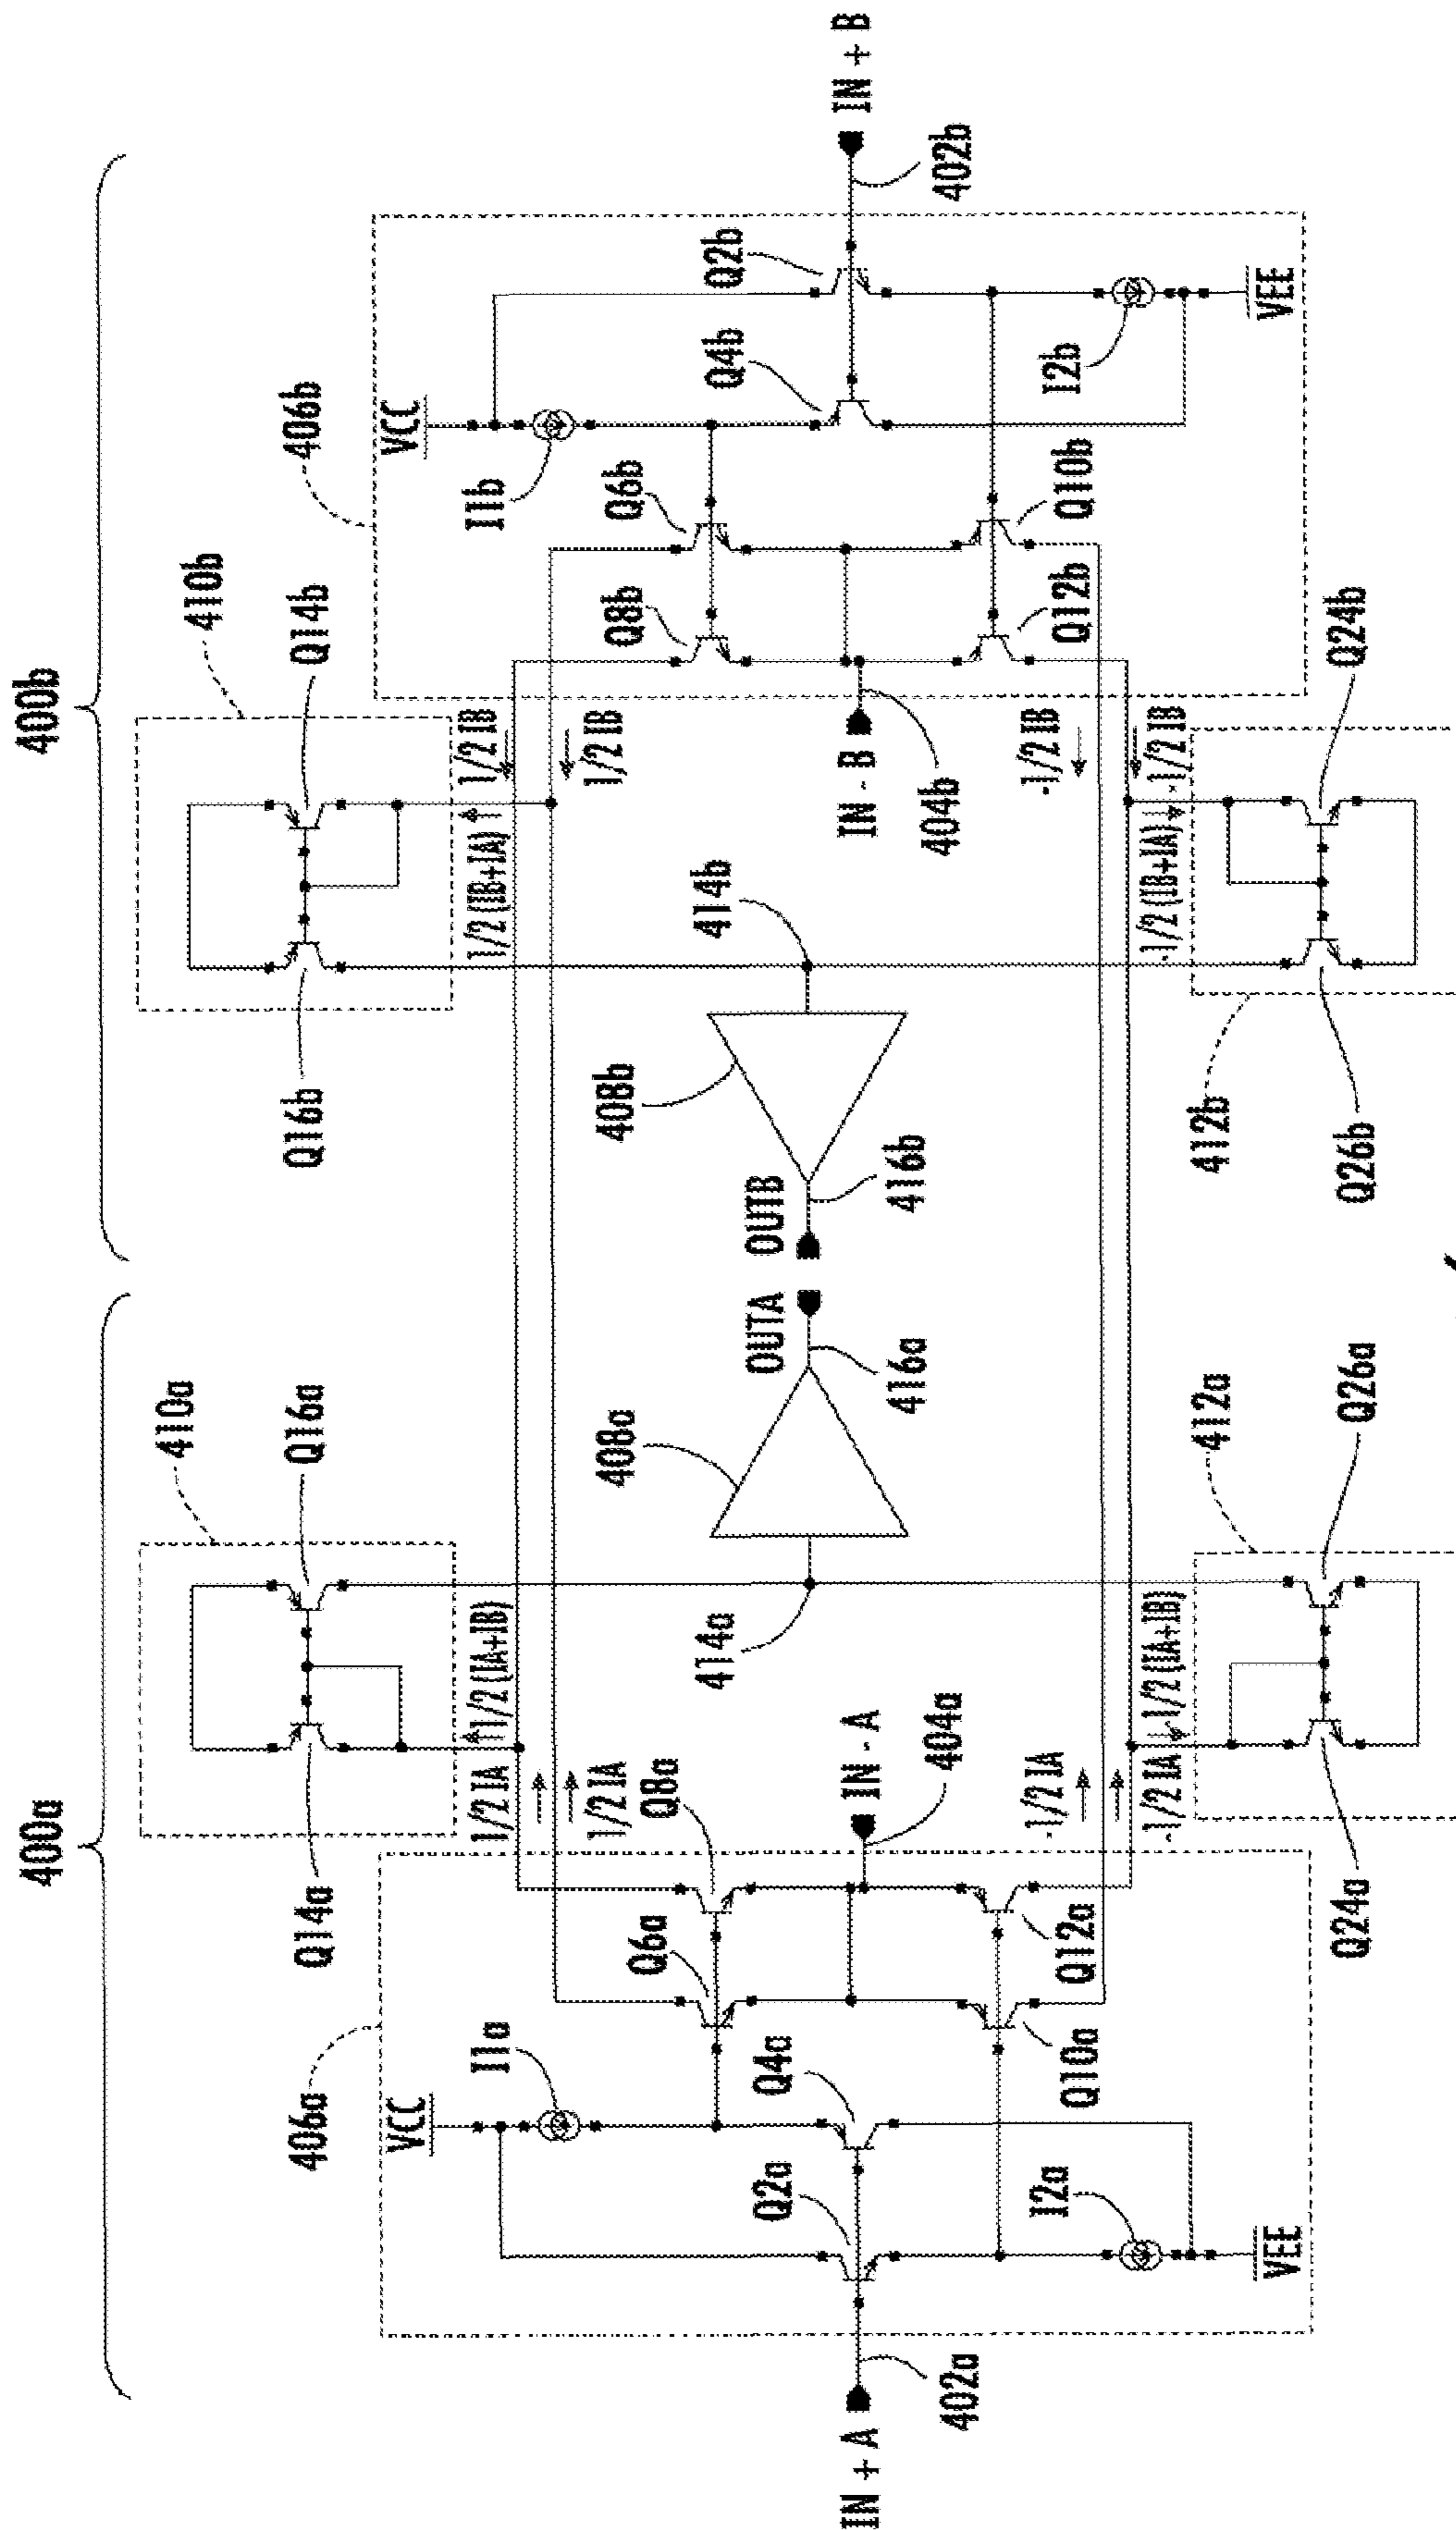 400a
400b
406a
410a
410b
406b
Q14a
Q16a
Q16b
Q14b
VCC
VCC
I1a
I1b
1/2 IA
1/2 (IA+IB)
1/2 (IB+IA)
1/2 IB
1/2 IA
1/2 IB
Q6a
Q8a
Q8b
Q6b
Q2a
Q4a
Q4b
Q2b
408a
408b
OUTA
OUTB
IN + A
IN - A
IN - B
IN + B
402a
404a
414a
416a
416b
414b
404b
402b
-1/2 IA
-1/2 IB
I2a
Q10a
Q12a
Q12b
Q10b
I2b
-1/2 IA
-1/2 (IA+IB)
-1/2 (IB+IA)
-1/2 IB
VEE
VEE
412a
412b
Q24a
Q26a
Q26b
Q24b